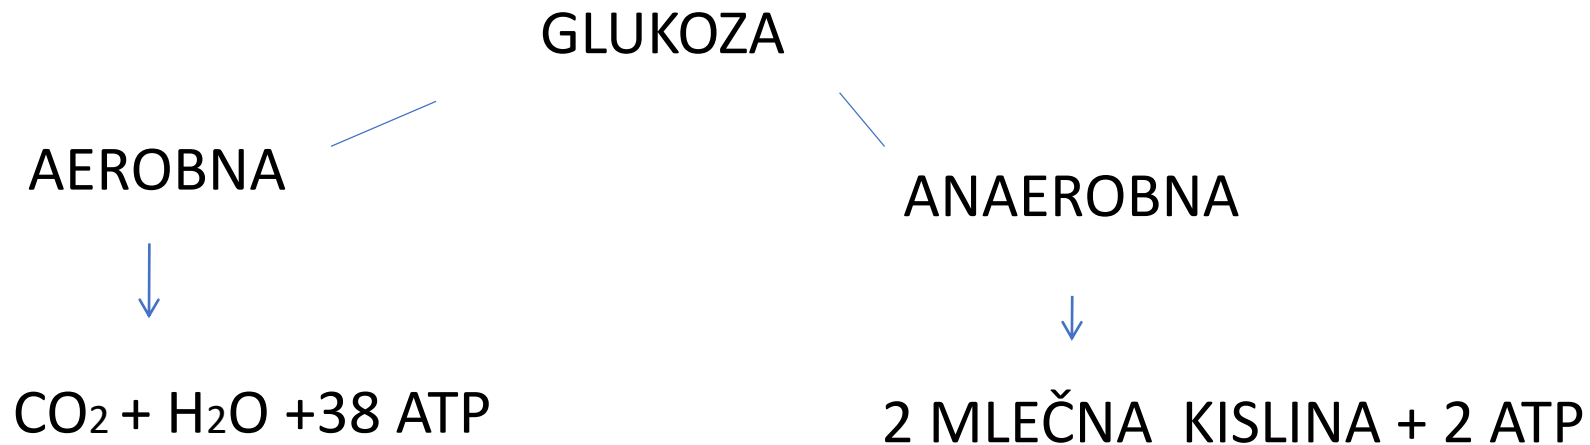 GLUKOZA
AEROBNA
ANAEROBNA
CO2 + H2O +38 ATP
2 MLEČNA KISLINA + 2 ATP